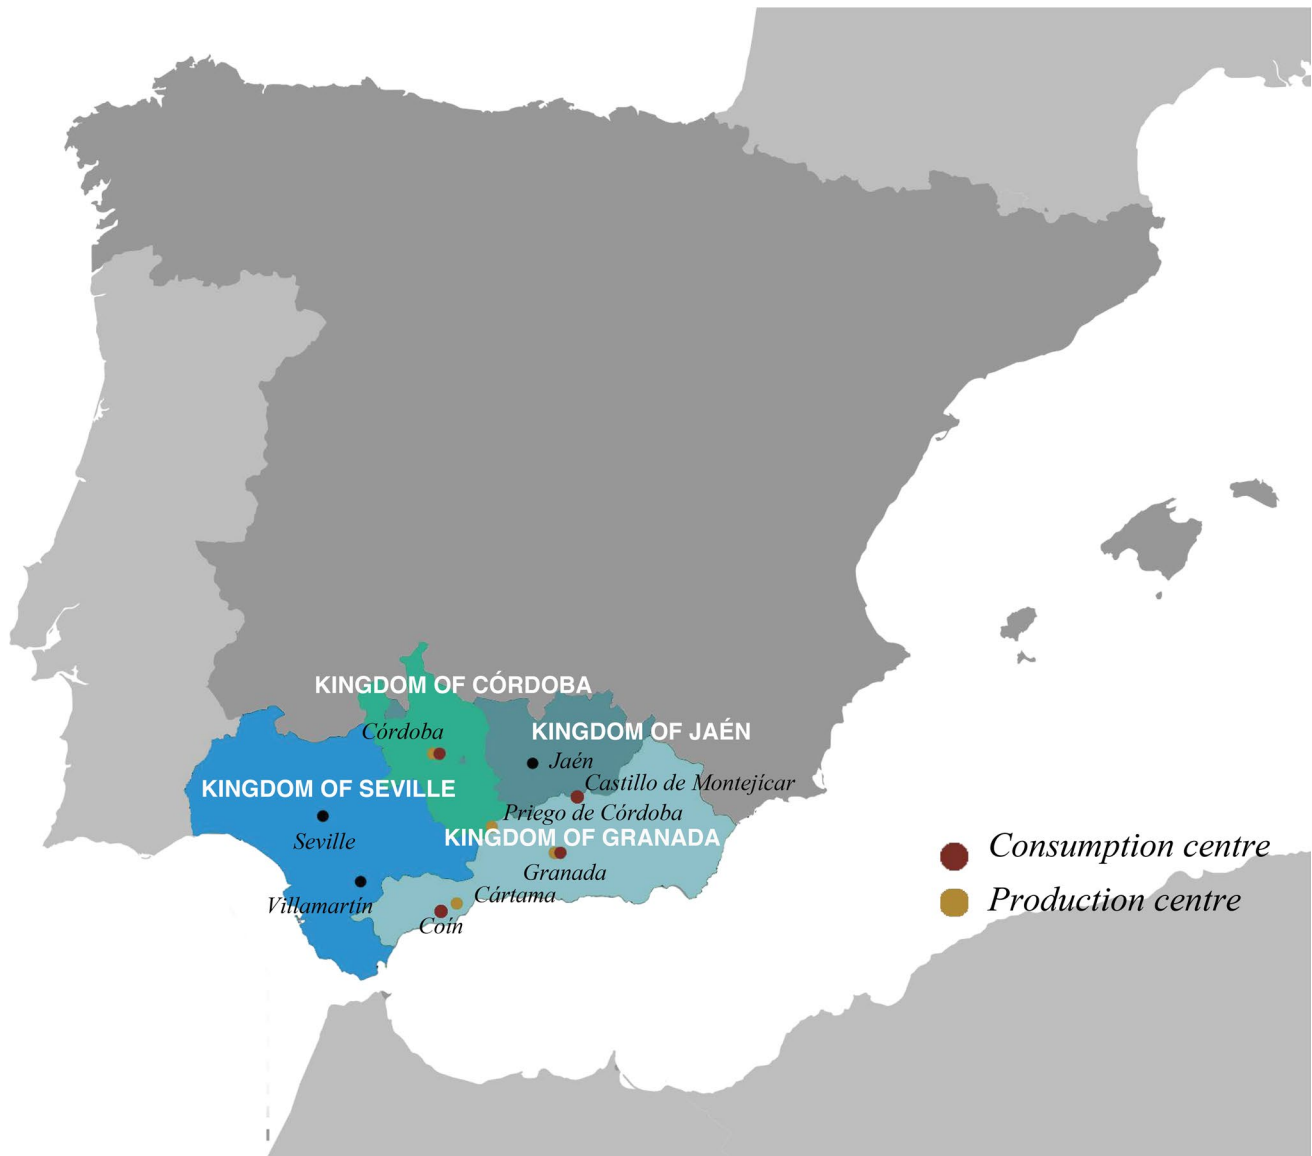 KINGDOM OF CÓRDOBA
Córdoba
KINGDOM OF JAÉN
Jaén
KINGDOM OF SEVILLE
Castillo de Montejícar
Seville
Priego de Córdoba
KINGDOM OF GRANADA
Granada
Villamartín
Cártama
Coín
Consumption centre
Production centre